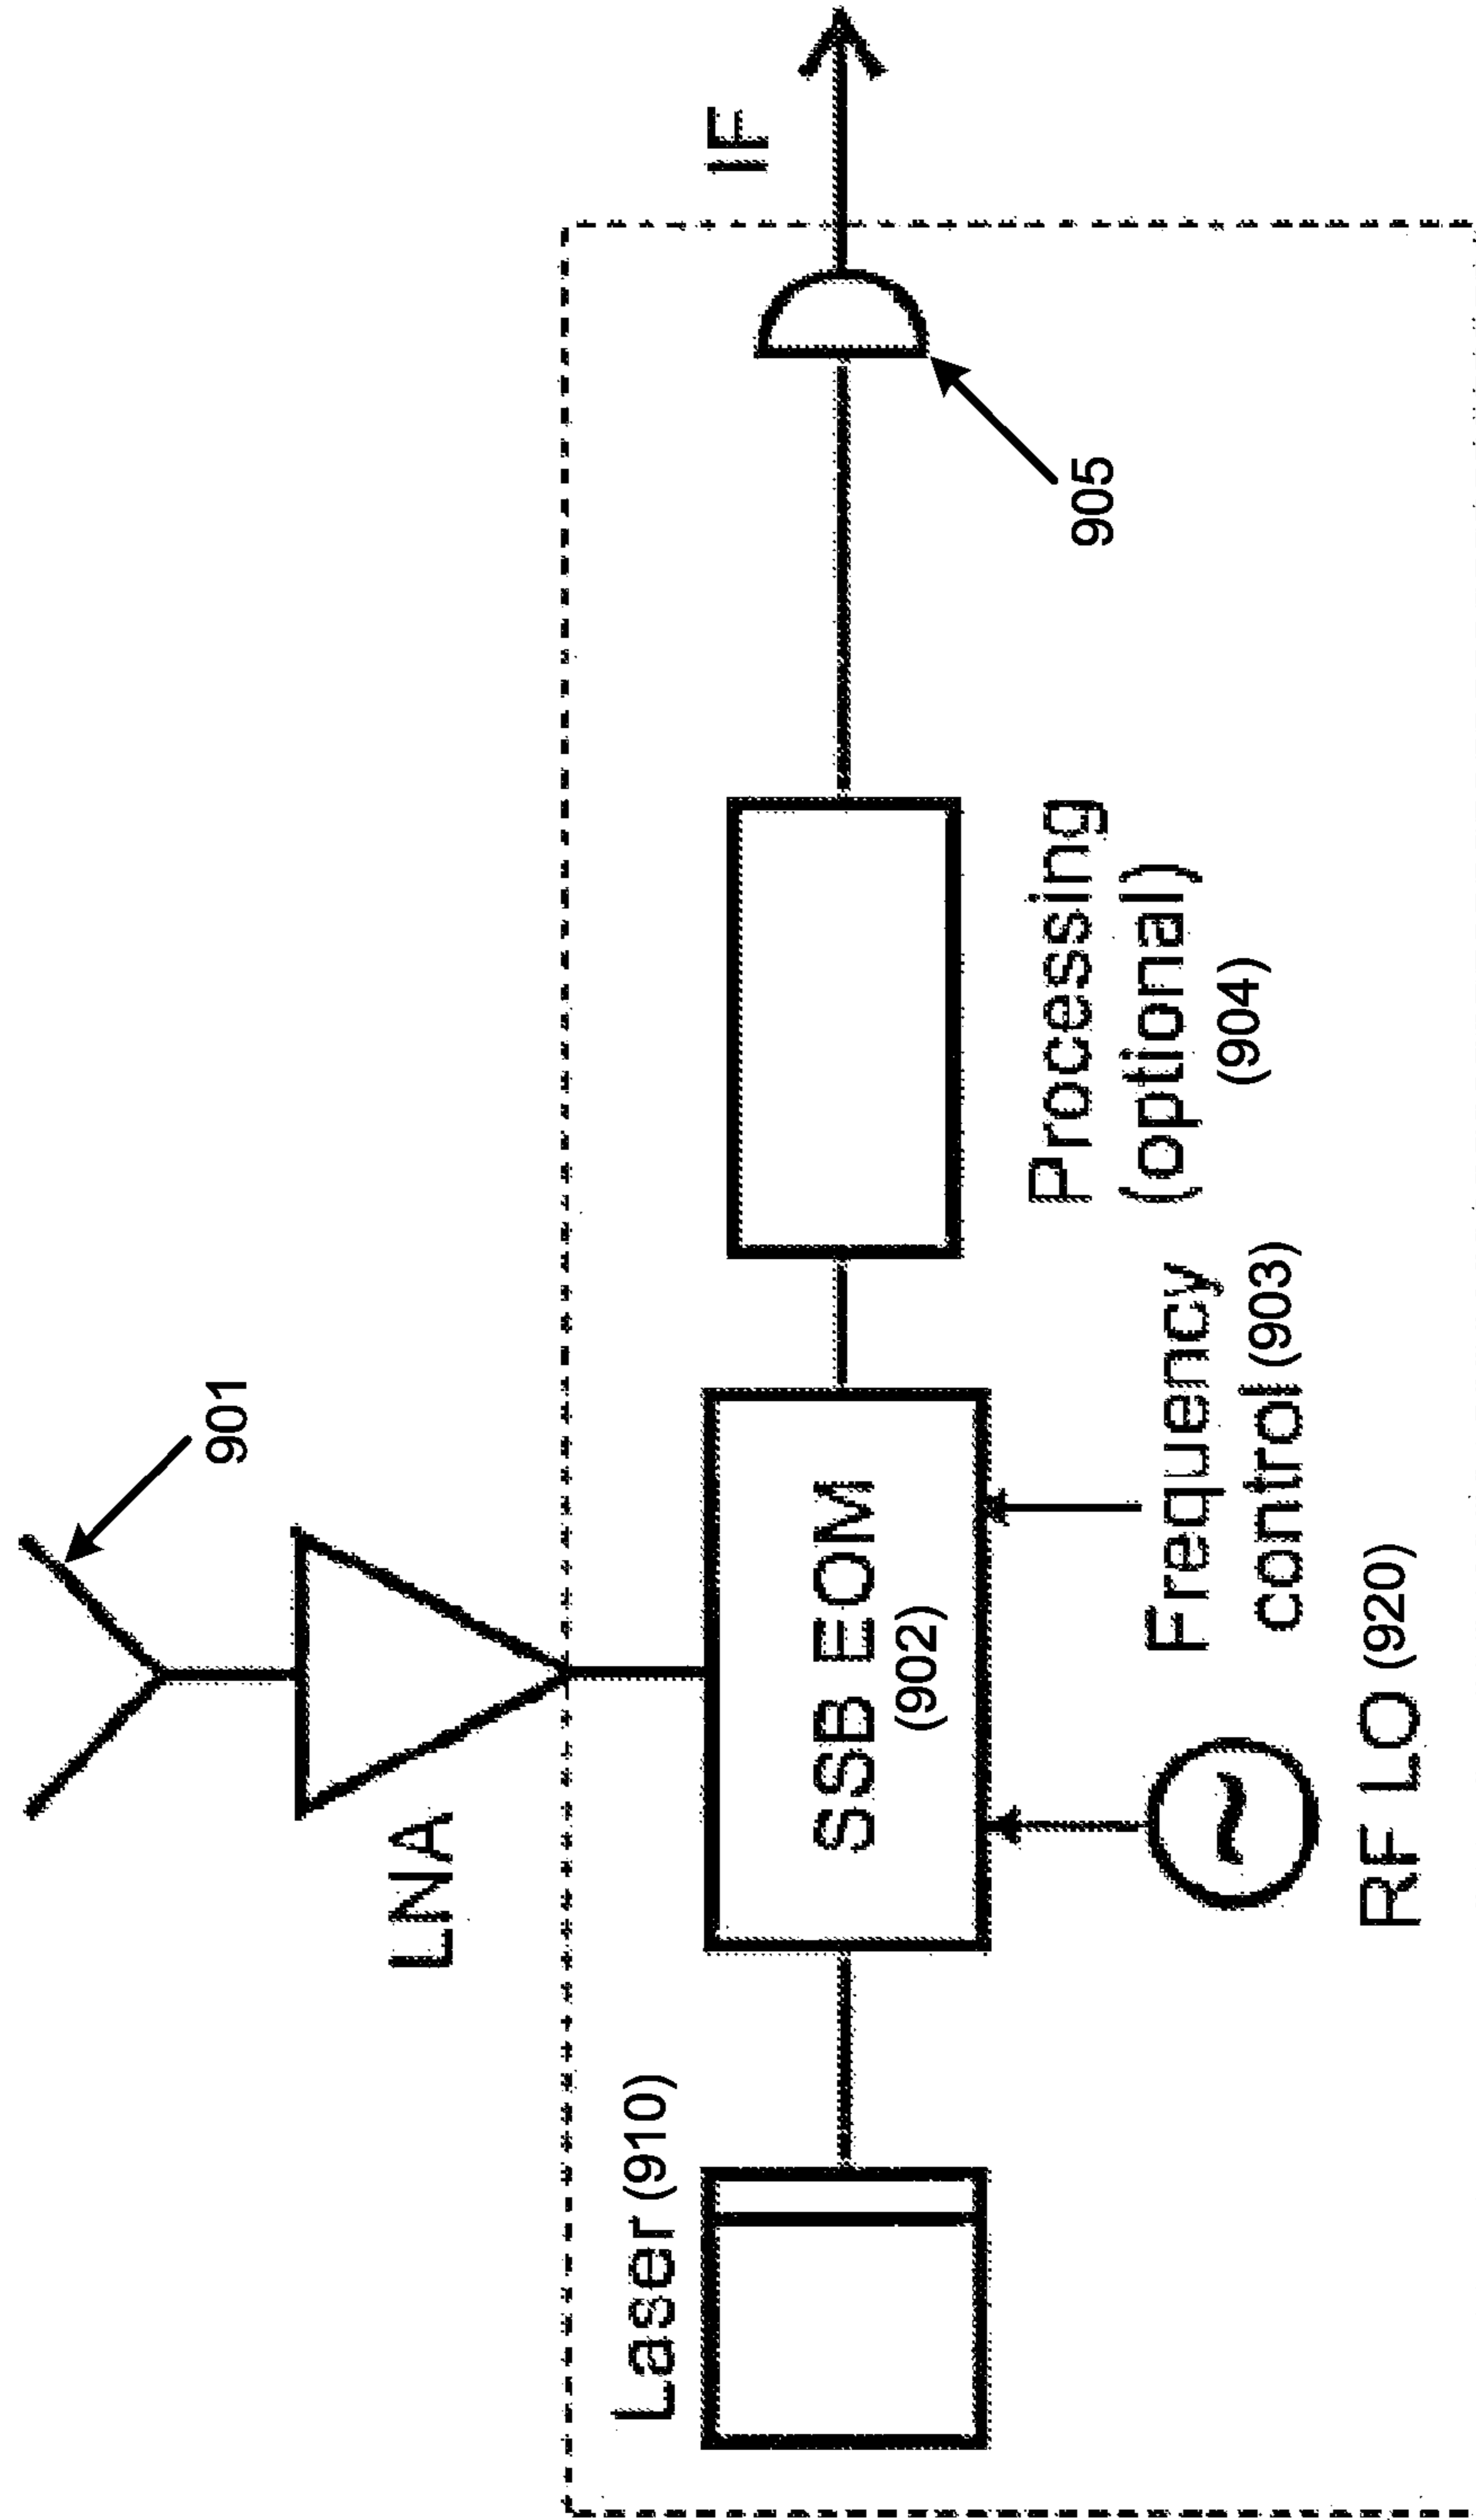 901
LNA
Laser (910)
SSB EOM
(902)
IF
905
Processing
(optional)
(904)
Frequency
control (903)
RF LO (920)
~